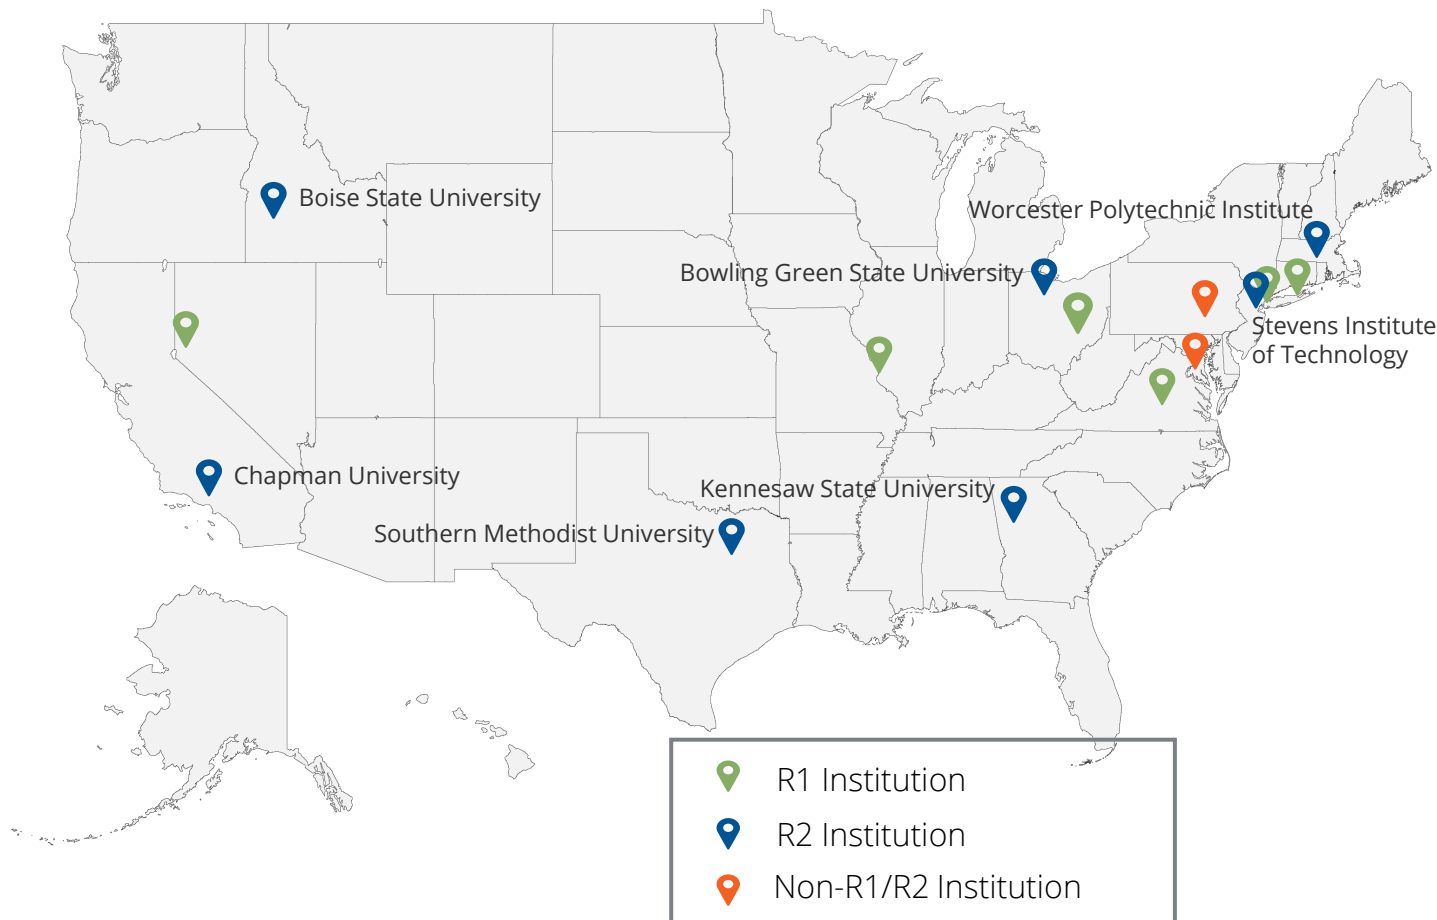 Boise State University
Worcester Polytechnic Institute
Bowling Green State University
Stevens Institute
of Technology
Chapman University
Kennesaw State University
Southern Methodist University
R1 Institution
R2 Institution
Non-R1/R2 Institution